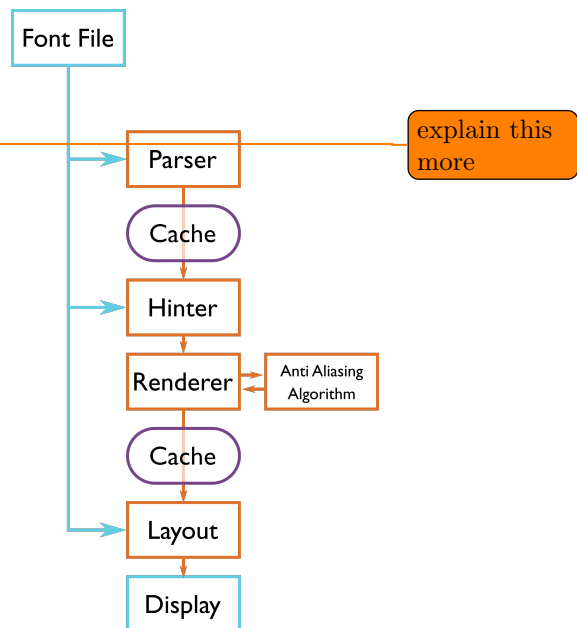 Font File
explain this
more
Parser
Cache
Hinter
Renderer
Anti Aliasing
Algorithm
Cache
Layout
Display